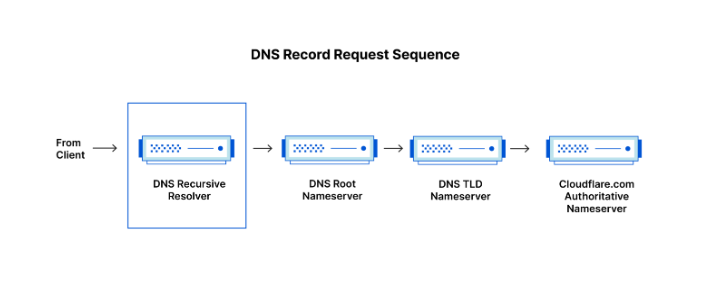 DNS Record Request Sequence
From
Client
DNS Recursive
Resolver
DNS Root
Nameserver
DNS TLD
Nameserver
Cloudflare.com
Authoritative
Nameserver